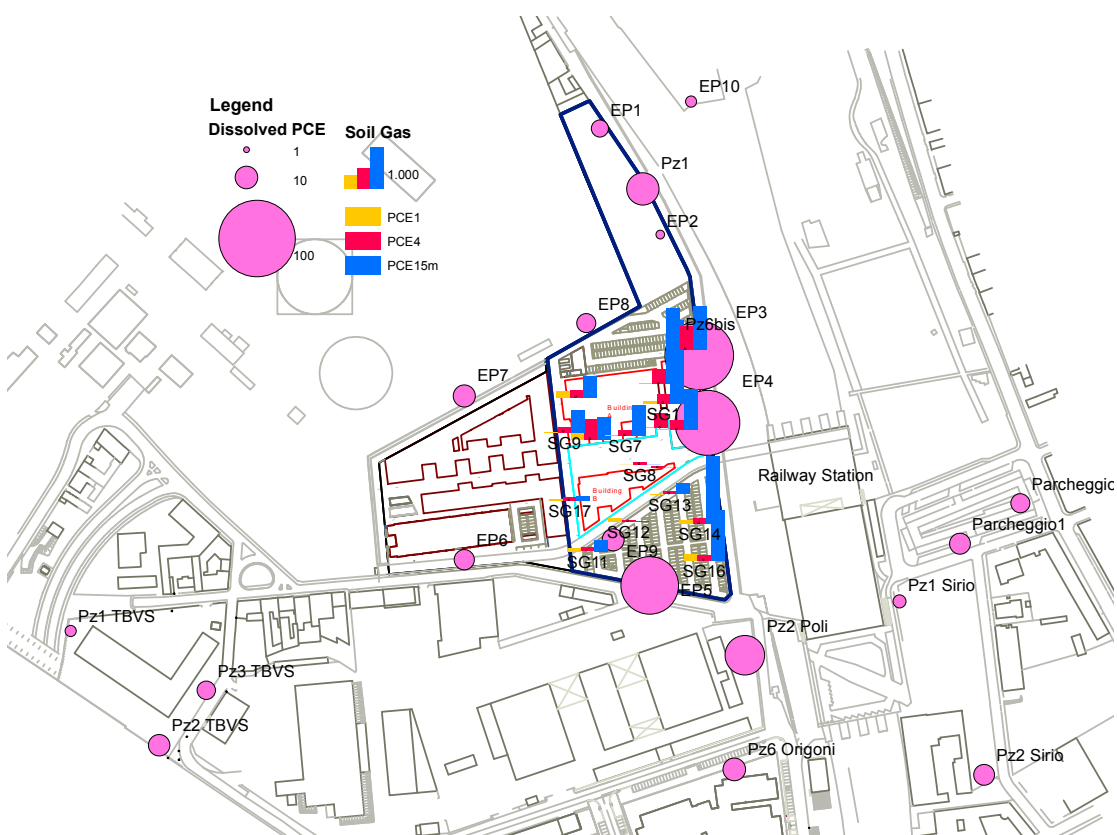 Legend
Dissolved PCE
Soil Gas
1
10
100
1.000
PCE1
PCE4
PCE15m
EP10
EP1
Pz1
EP2
EP8
EP3
Pz6bis
EP7
EP4
Building
A
SG1
SG9
SG7
SG8
Railway Station
Building
B
SG17
SG13
Parcheggio
SG12
SG14
Parcheggio1
EP6
EP9
SG11
SG16
EP5
Pz1 Sirio
Pz1 TBVS
Pz2 Poli
Pz3 TBVS
Pz2 TBVS
Pz6 Origoni
Pz2 Sirio